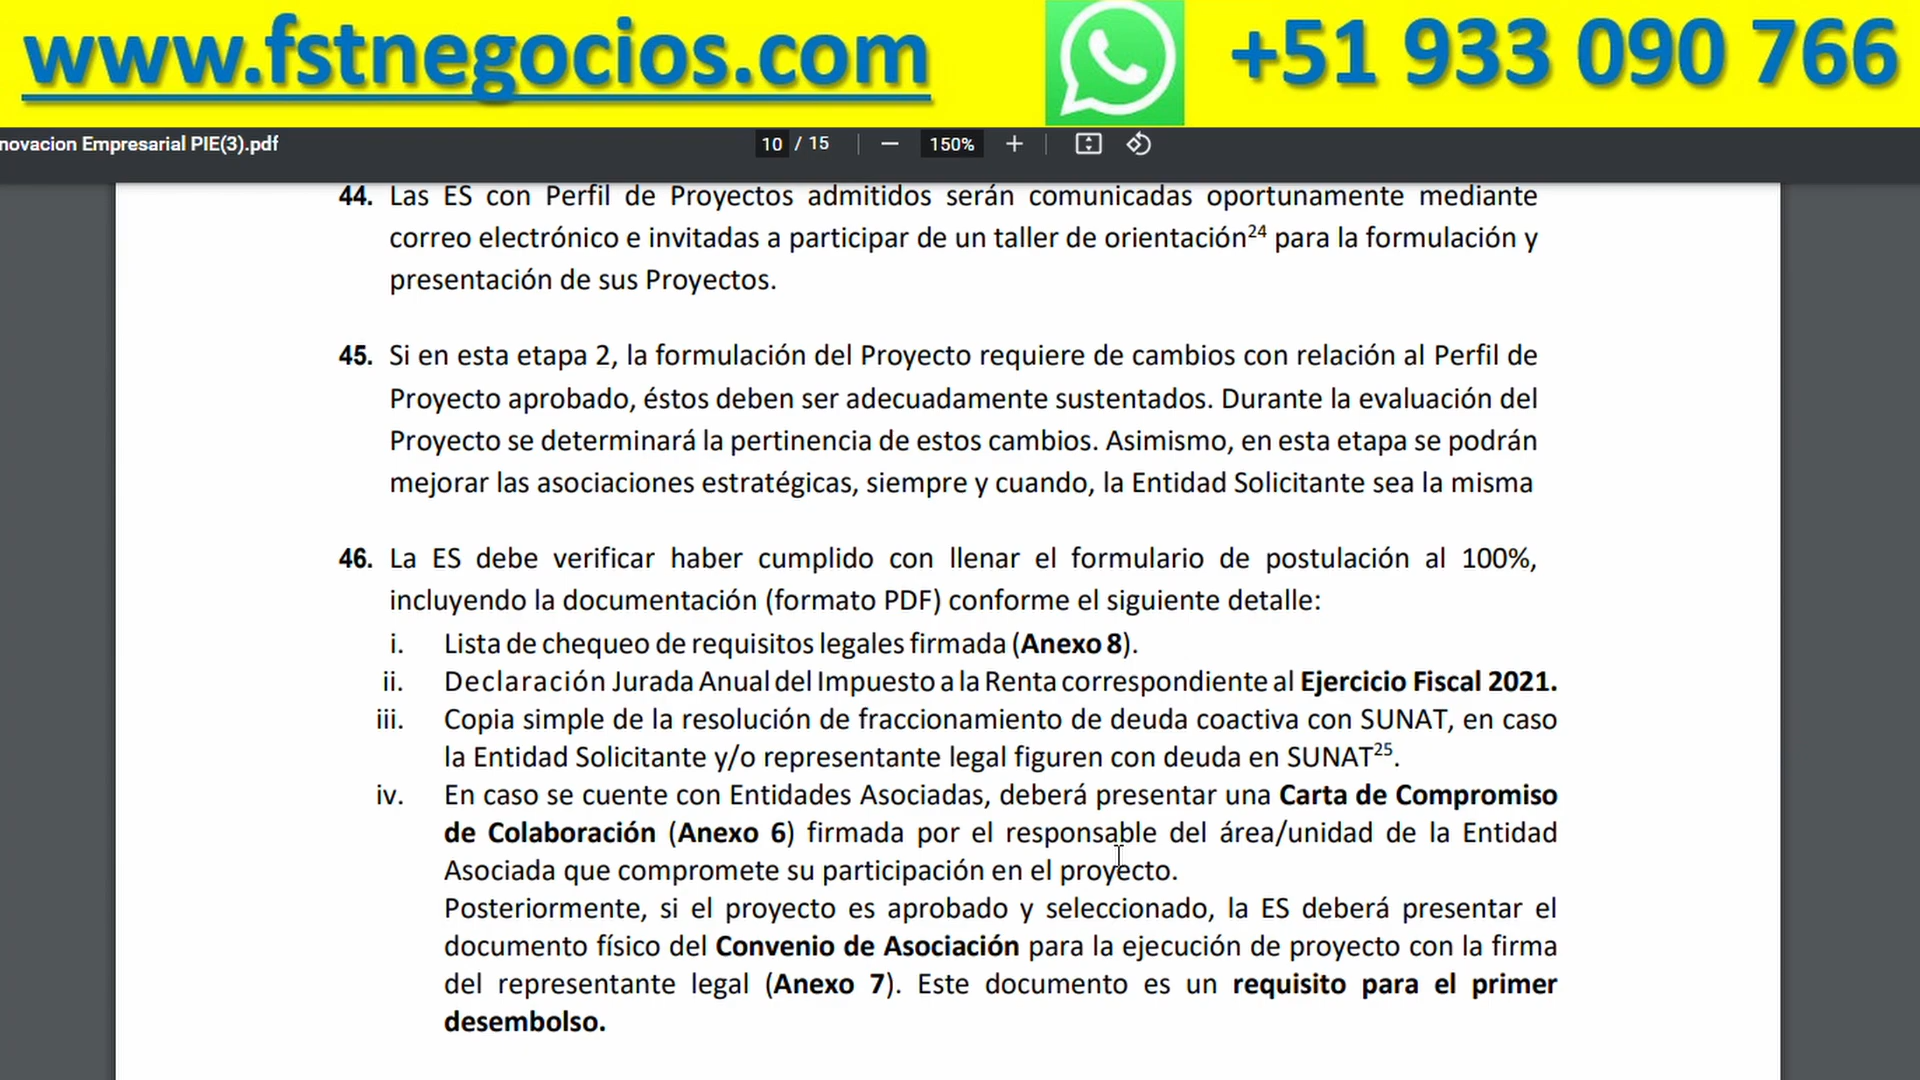 www.fstnegocios.com
+51 933 090 766
novacion Empresarial PIE(3).pdf
10 / 15
150%
44. Las ES con Perfil de Proyectos admitidos serán comunicadas oportunamente mediante
correo electrónico e invitadas a participar de un taller de orientación24 para la formulación y
presentación de sus Proyectos.
45. Si en esta etapa 2, la formulación del Proyecto requiere de cambios con relación al Perfil de
Proyecto aprobado, éstos deben ser adecuadamente sustentados. Durante la evaluación del
Proyecto se determinará la pertinencia de estos cambios. Asimismo, en esta etapa se podrán
mejorar las asociaciones estratégicas, siempre y cuando, la Entidad Solicitante sea la misma
46. La ES debe verificar haber cumplido con llenar el formulario de postulación al 100%,
incluyendo la documentación (formato PDF) conforme el siguiente detalle:
i. Lista de chequeo de requisitos legales firmada (Anexo 8).
ii. Declaración Jurada Anual del Impuesto a la Renta correspondiente al Ejercicio Fiscal 2021.
iii. Copia simple de la resolución de fraccionamiento de deuda coactiva con SUNAT, en caso
la Entidad Solicitante y/o representante legal figuren con deuda en SUNAT25.
iv. En caso se cuente con Entidades Asociadas, deberá presentar una Carta de Compromiso
de Colaboración (Anexo 6) firmada por el responsable del área/unidad de la Entidad
Asociada que compromete su participación en el proyecto.
Posteriormente, si el proyecto es aprobado y seleccionado, la ES deberá presentar el
documento físico del Convenio de Asociación para la ejecución de proyecto con la firma
del representante legal (Anexo 7). Este documento es un requisito para el primer
desembolso.